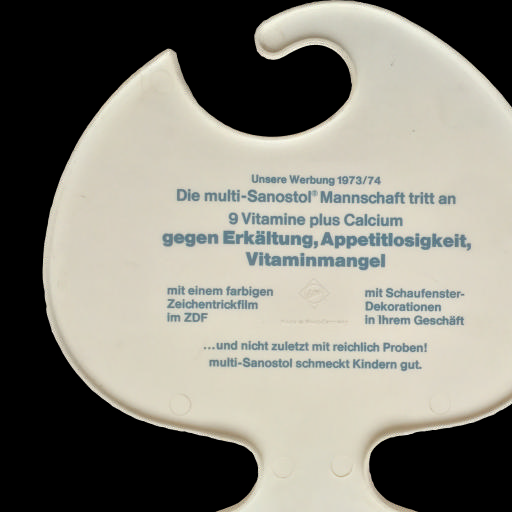 Unsere Werbung 1973/74
Die multi-Sanostol® Mannschaft tritt an
9 Vitamine plus Calcium
gegen Erkältung, Appetitlosigkeit,
Vitaminmangel
mit einem farbigen
Zeichentrickfilm
im ZDF
mit Schaufenster-
Dekorationen
in Ihrem Geschäft
...und nicht zuletzt mit reichlich Proben!
multi-Sanostol schmeckt Kindern gut.